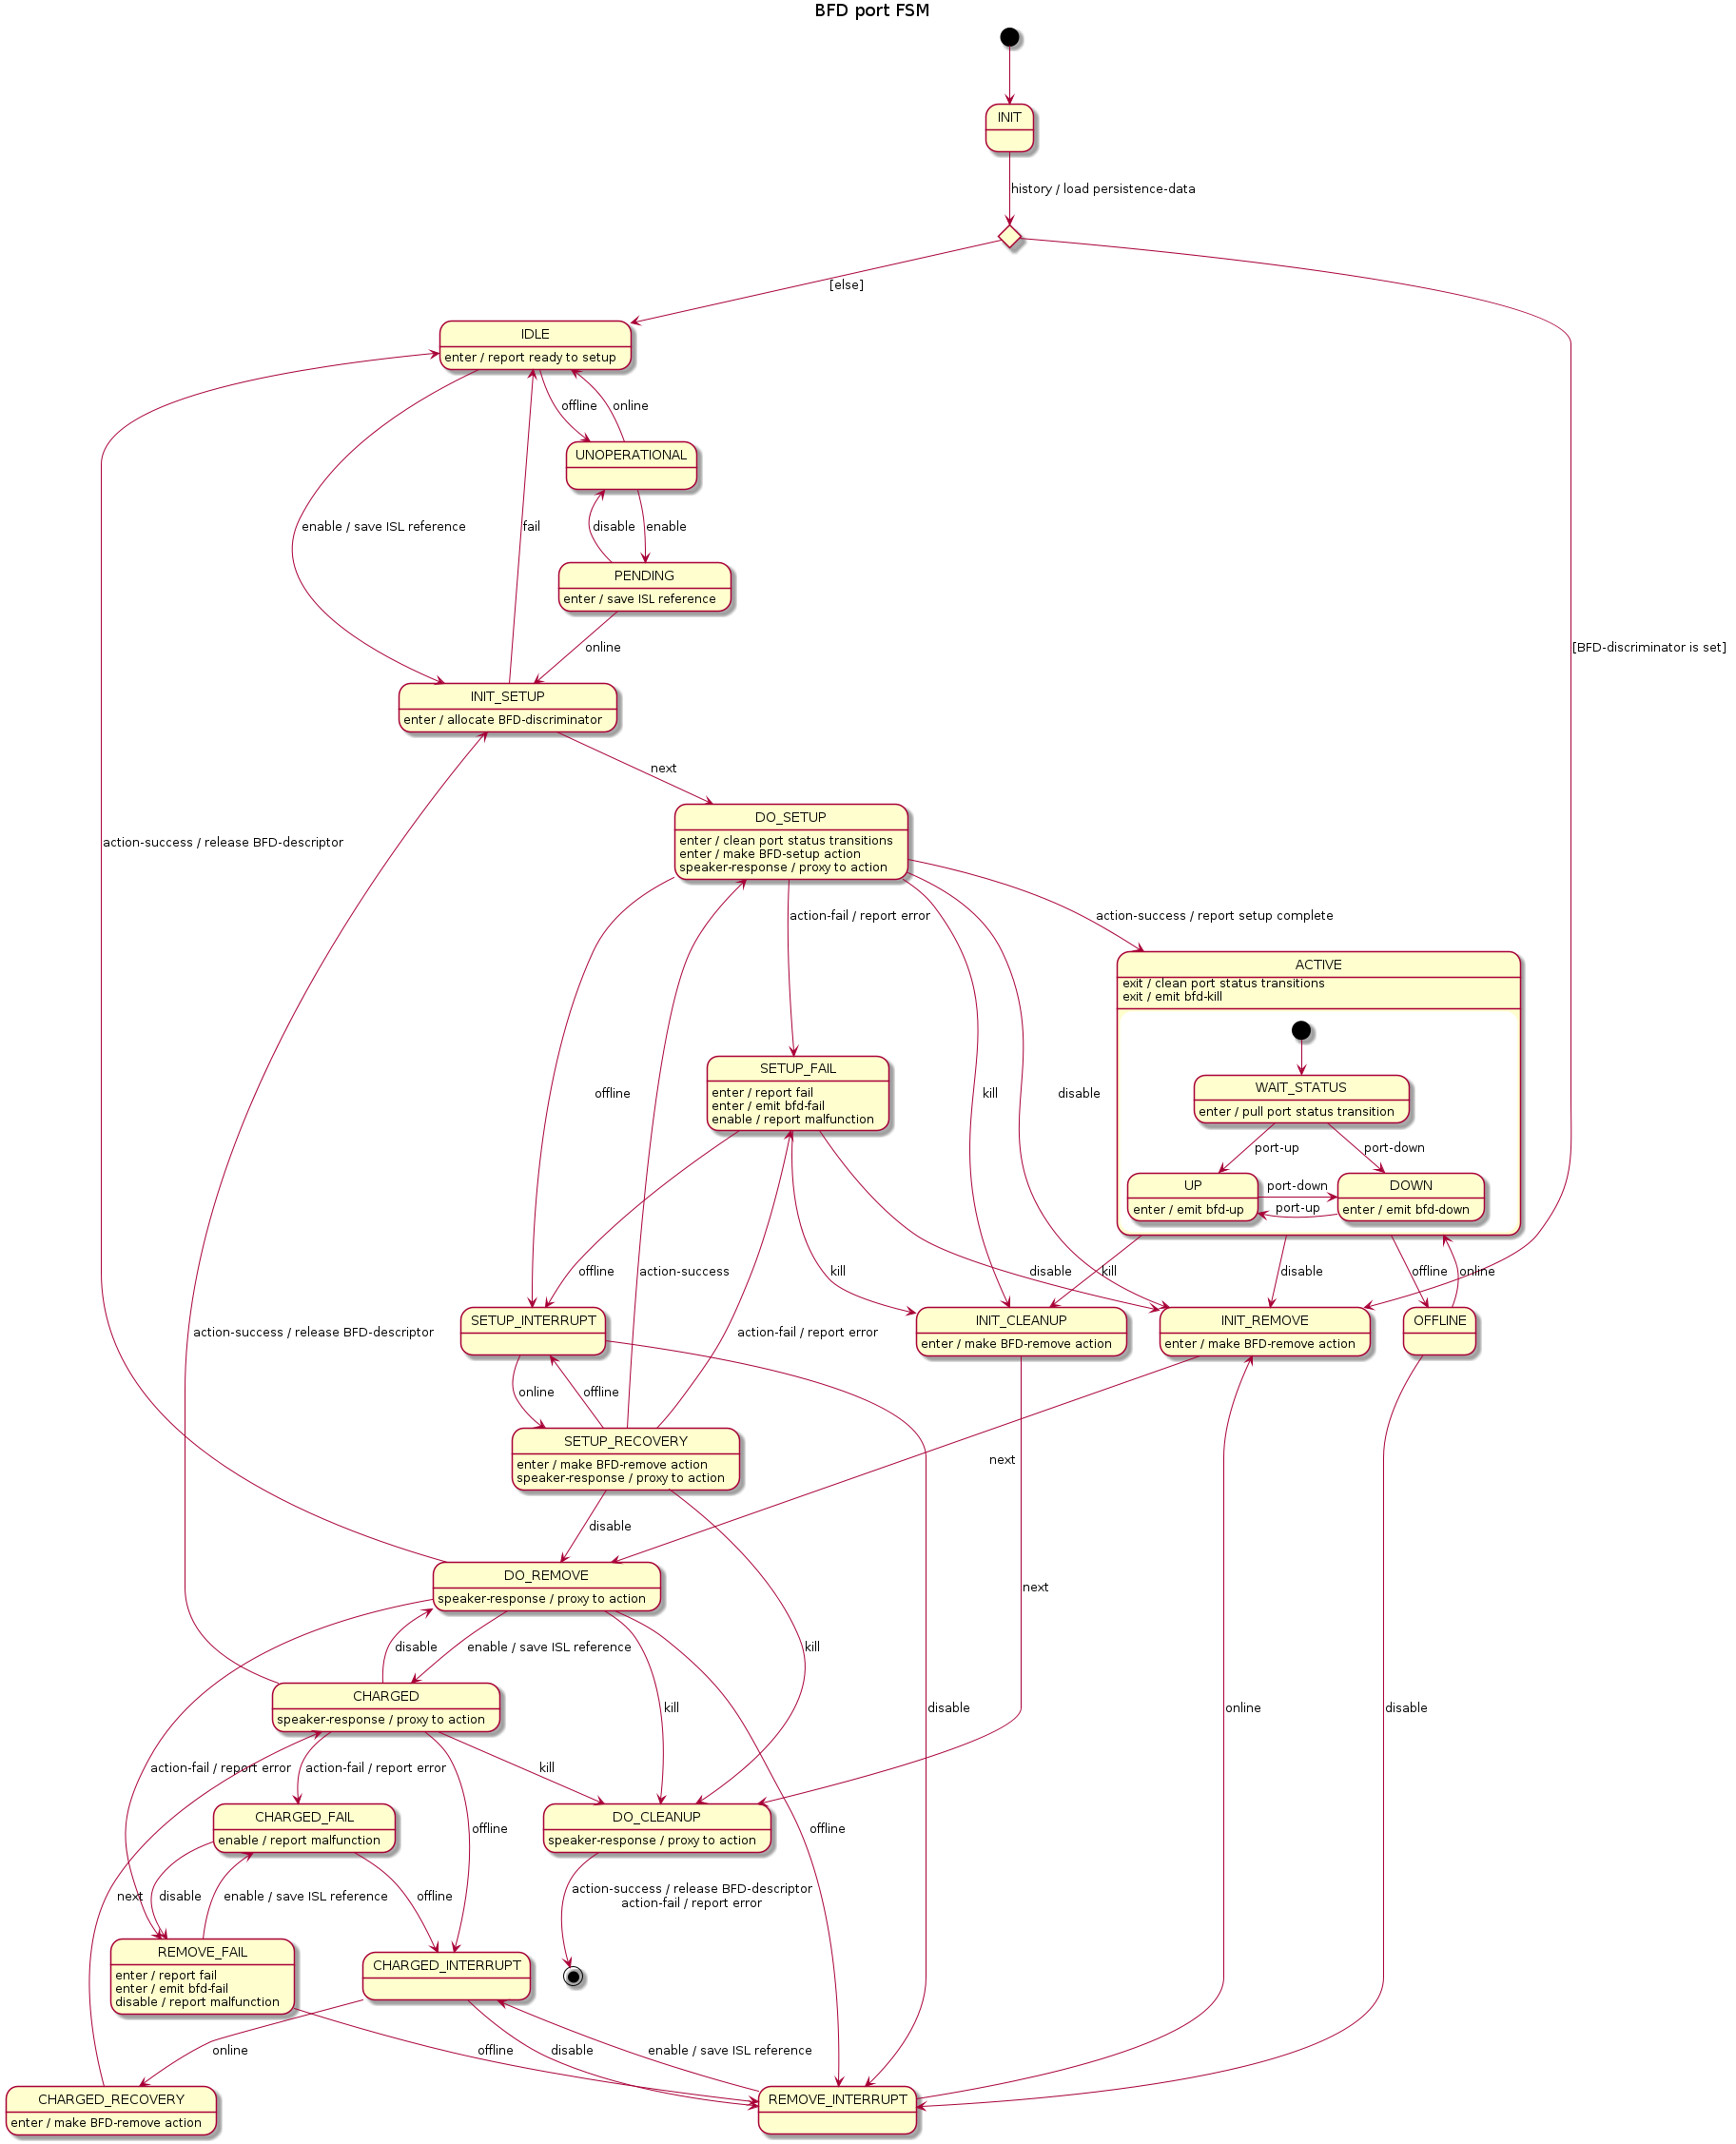 BFD port FSM
INIT
history / load persistence-data
[else]
IDLE
enter / report ready to setup
offline
online
UNOPERATIONAL
enable / save ISL reference
fail
disable
enable
PENDING
enter / save ISL reference
online
[BFD-discriminator is set]
INIT_SETUP
enter / allocate BFD-discriminator
next
DO_SETUP
enter / clean port status transitions
enter / make BFD-setup action
speaker-response / proxy to action
action-success / release BFD-descriptor
action-fail / report error
action-success / report setup complete
ACTIVE
exit / clean port status transitions
exit / emit bfd-kill
WAIT_STATUS
enter / pull port status transition
port-up
port-down
UP
enter / emit bfd-up
port-down
port-up
DOWN
enter / emit bfd-down
offline
SETUP_FAIL
enter / report fail
enter / emit bfd-fail
enable / report malfunction
kill
disable
offline
action-success
kill
disable
kill
disable
offline
online
SETUP_INTERRUPT
action-success / release BFD-descriptor
action-fail / report error
INIT_CLEANUP
enter / make BFD-remove action
INIT_REMOVE
enter / make BFD-remove action
OFFLINE
online
offline
SETUP_RECOVERY
enter / make BFD-remove action
speaker-response / proxy to action
next
disable
DO_REMOVE
speaker-response / proxy to action
next
disable
enable / save ISL reference
kill
kill
CHARGED
speaker-response / proxy to action
disable
online
disable
action-fail / report error
action-fail / report error
kill
offline
offline
CHARGED_FAIL
enable / report malfunction
DO_CLEANUP
speaker-response / proxy to action
next
disable
enable / save ISL reference
offline
action-success / release BFD-descriptor
action-fail / report error
REMOVE_FAIL
enter / report fail
enter / emit bfd-fail
disable / report malfunction
CHARGED_INTERRUPT
online
offline
disable
enable / save ISL reference
CHARGED_RECOVERY
enter / make BFD-remove action
REMOVE_INTERRUPT